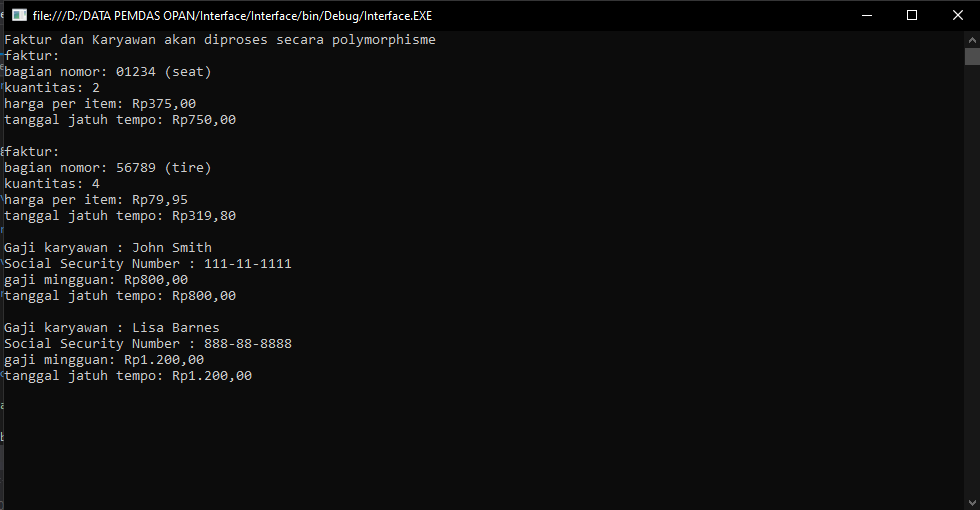 file:///D:/DATA PEMDAS OPAN/Interface/Interface/bin/Debug/Interface.EXE
Faktur dan Karyawan akan diproses secara polymorphisme
faktur:
bagian nomor: 01234 (seat)
kuantitas: 2
harga per item: Rp375,00
tanggal jatuh tempo: Rp750,00
faktur:
bagian nomor: 56789 (tire)
kuantitas: 4
harga per item: Rp79,95
tanggal jatuh tempo: Rp319,80
Gaji karyawan : John Smith
Social Security Number : 111-11-1111
gaji mingguan: Rp800,00
tanggal jatuh tempo: Rp800,00
Gaji karyawan : Lisa Barnes
Social Security Number : 888-88-8888
gaji mingguan: Rp1.200,00
tanggal jatuh tempo: Rp1.200,00